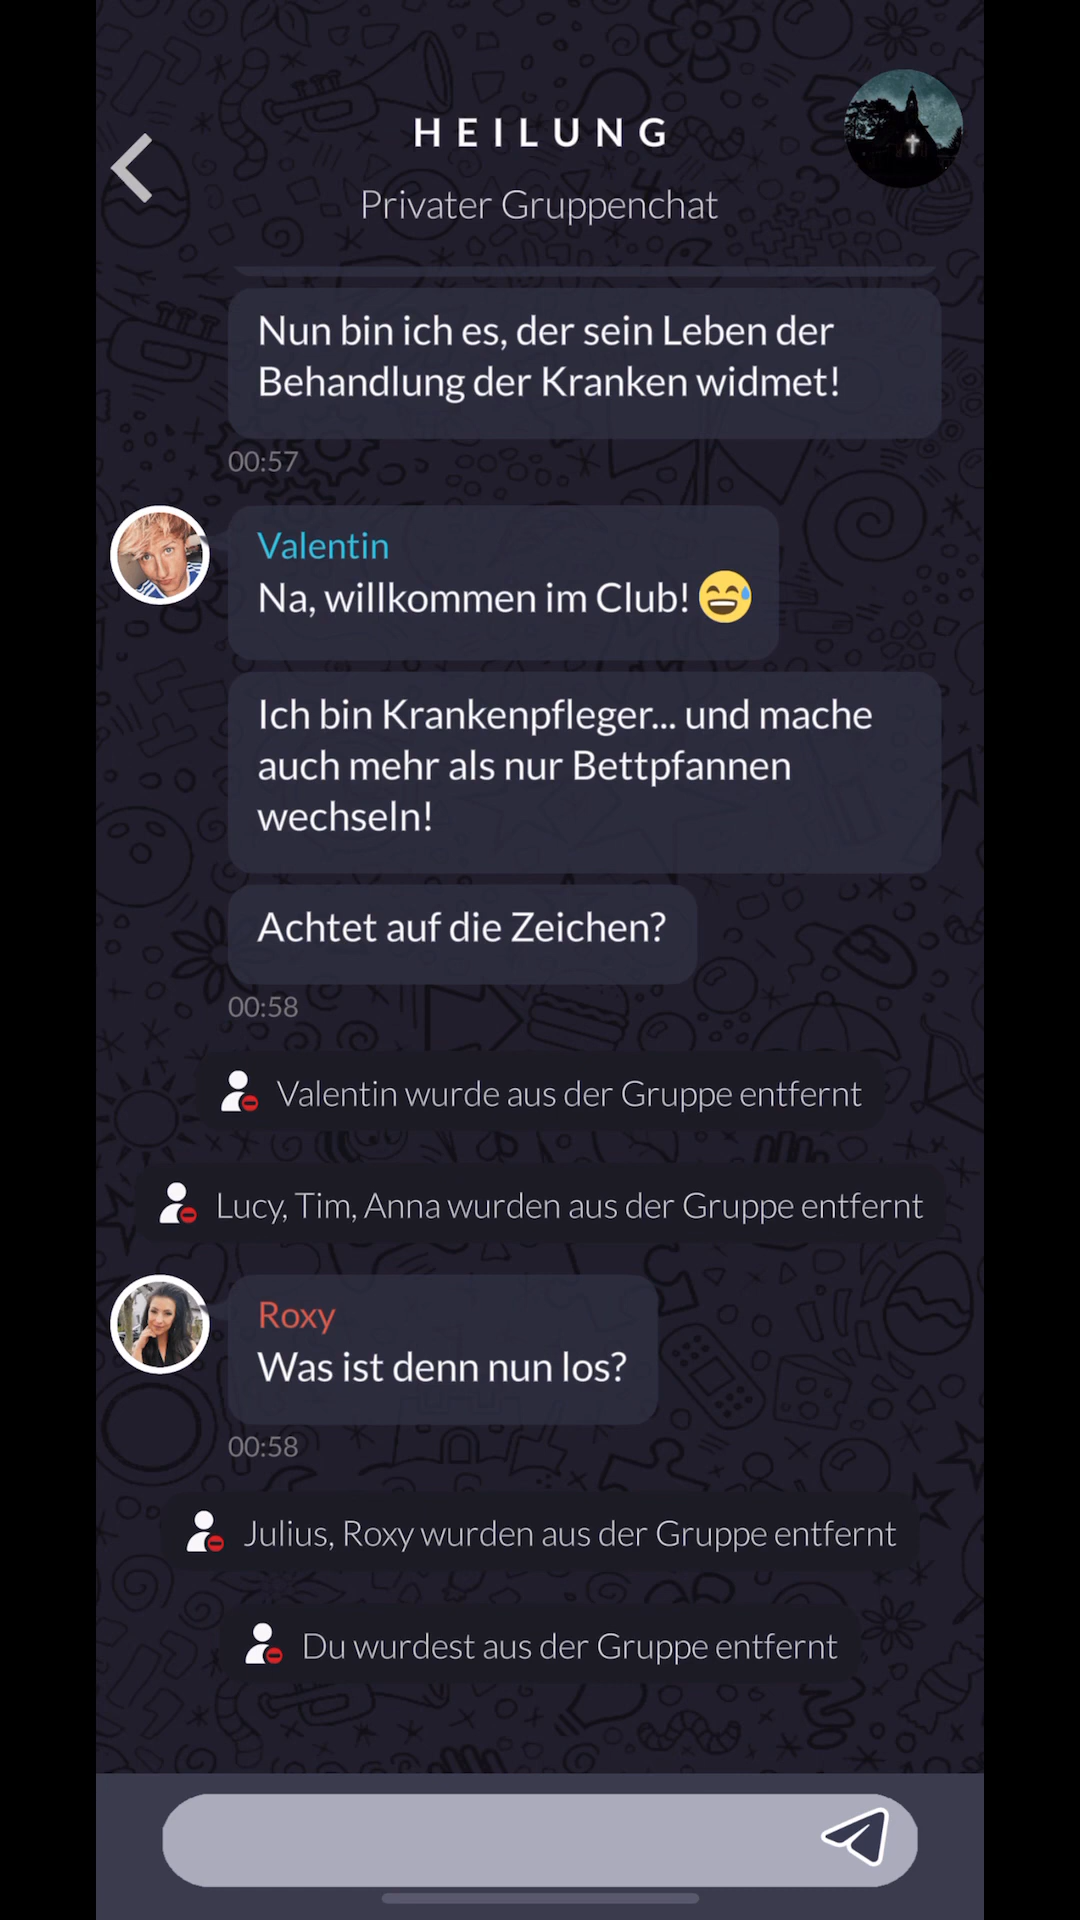 HEILUNG
Privater Gruppenchat
Nun bin ich es, der sein Leben der
Behandlung der Kranken widmet!
00:57
Valentin
Na, willkommen im Club! 😅
Ich bin Krankenpfleger... und mache
auch mehr als nur Bettpfannen
wechseln!
Achtet auf die Zeichen?
00:58
Valentin wurde aus der Gruppe entfernt
Lucy, Tim, Anna wurden aus der Gruppe entfernt
Roxy
Was ist denn nun los?
00:58
Julius, Roxy wurden aus der Gruppe entfernt
Du wurdest aus der Gruppe entfernt